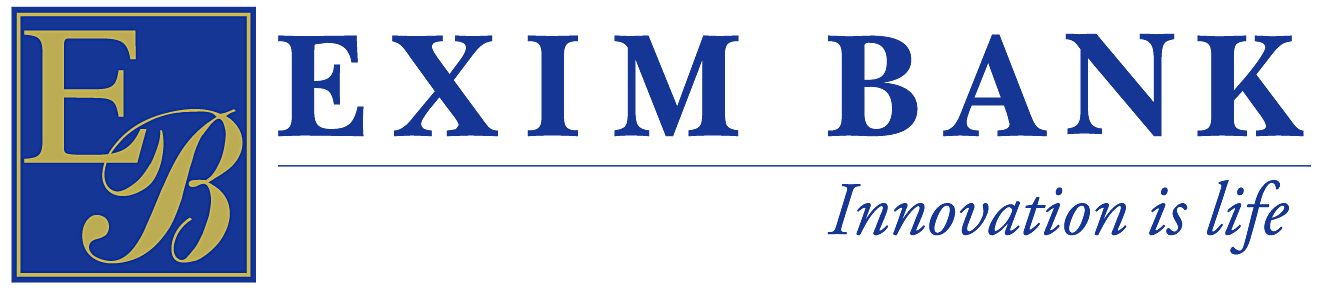 EB
EXIM BANK
Innovation is life